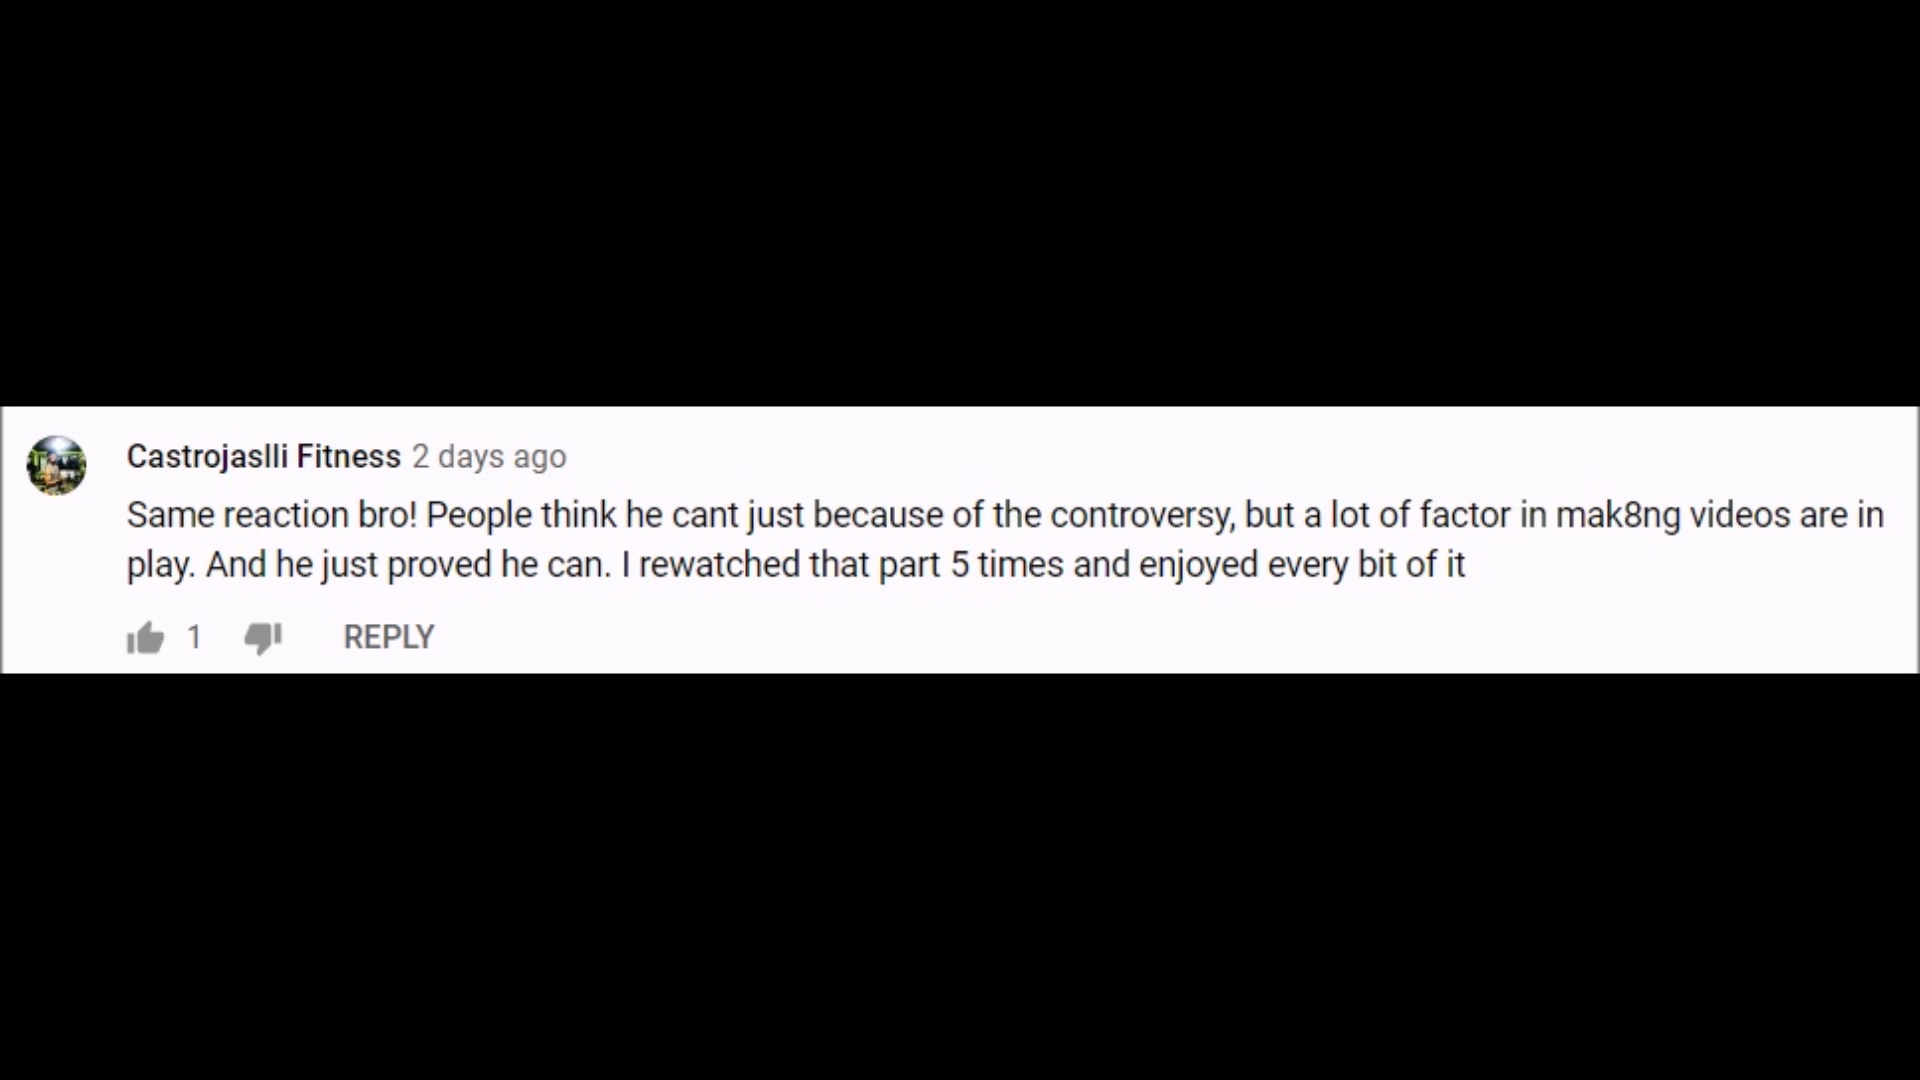 Castrojaslli Fitness 2 days ago
Same reaction bro! People think he cant just because of the controversy, but a lot of factor in mak8ng videos are in
play. And he just proved he can. I rewatched that part 5 times and enjoyed every bit of it
1 REPLY